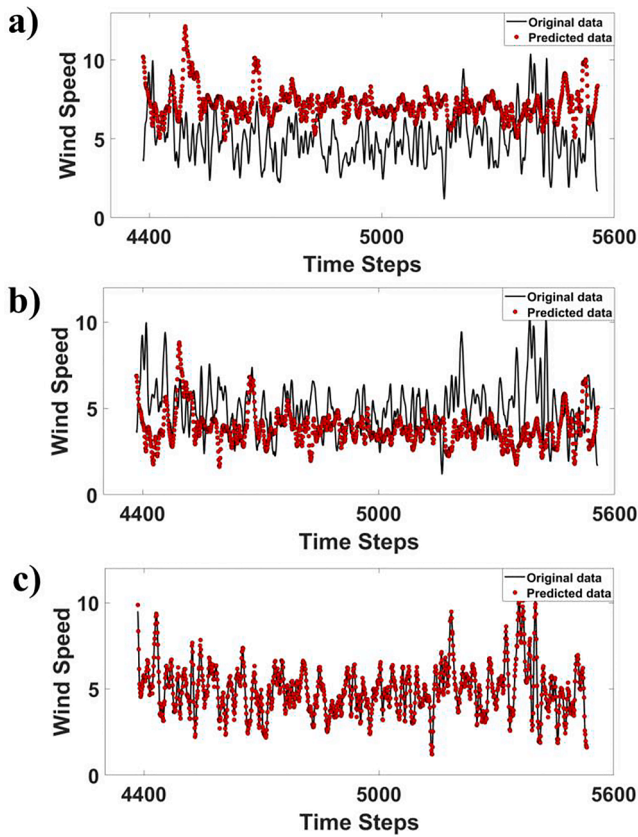 a)
Original data
Predicted data
10
5
0
Wind Speed
4400 5000 5600
Time Steps
b)
Original data
Predicted data
10
5
0
Wind Speed
4400 5000 5600
Time Steps
c)
Original data
Predicted data
10
5
0
Wind Speed
4400 5000 5600
Time Steps